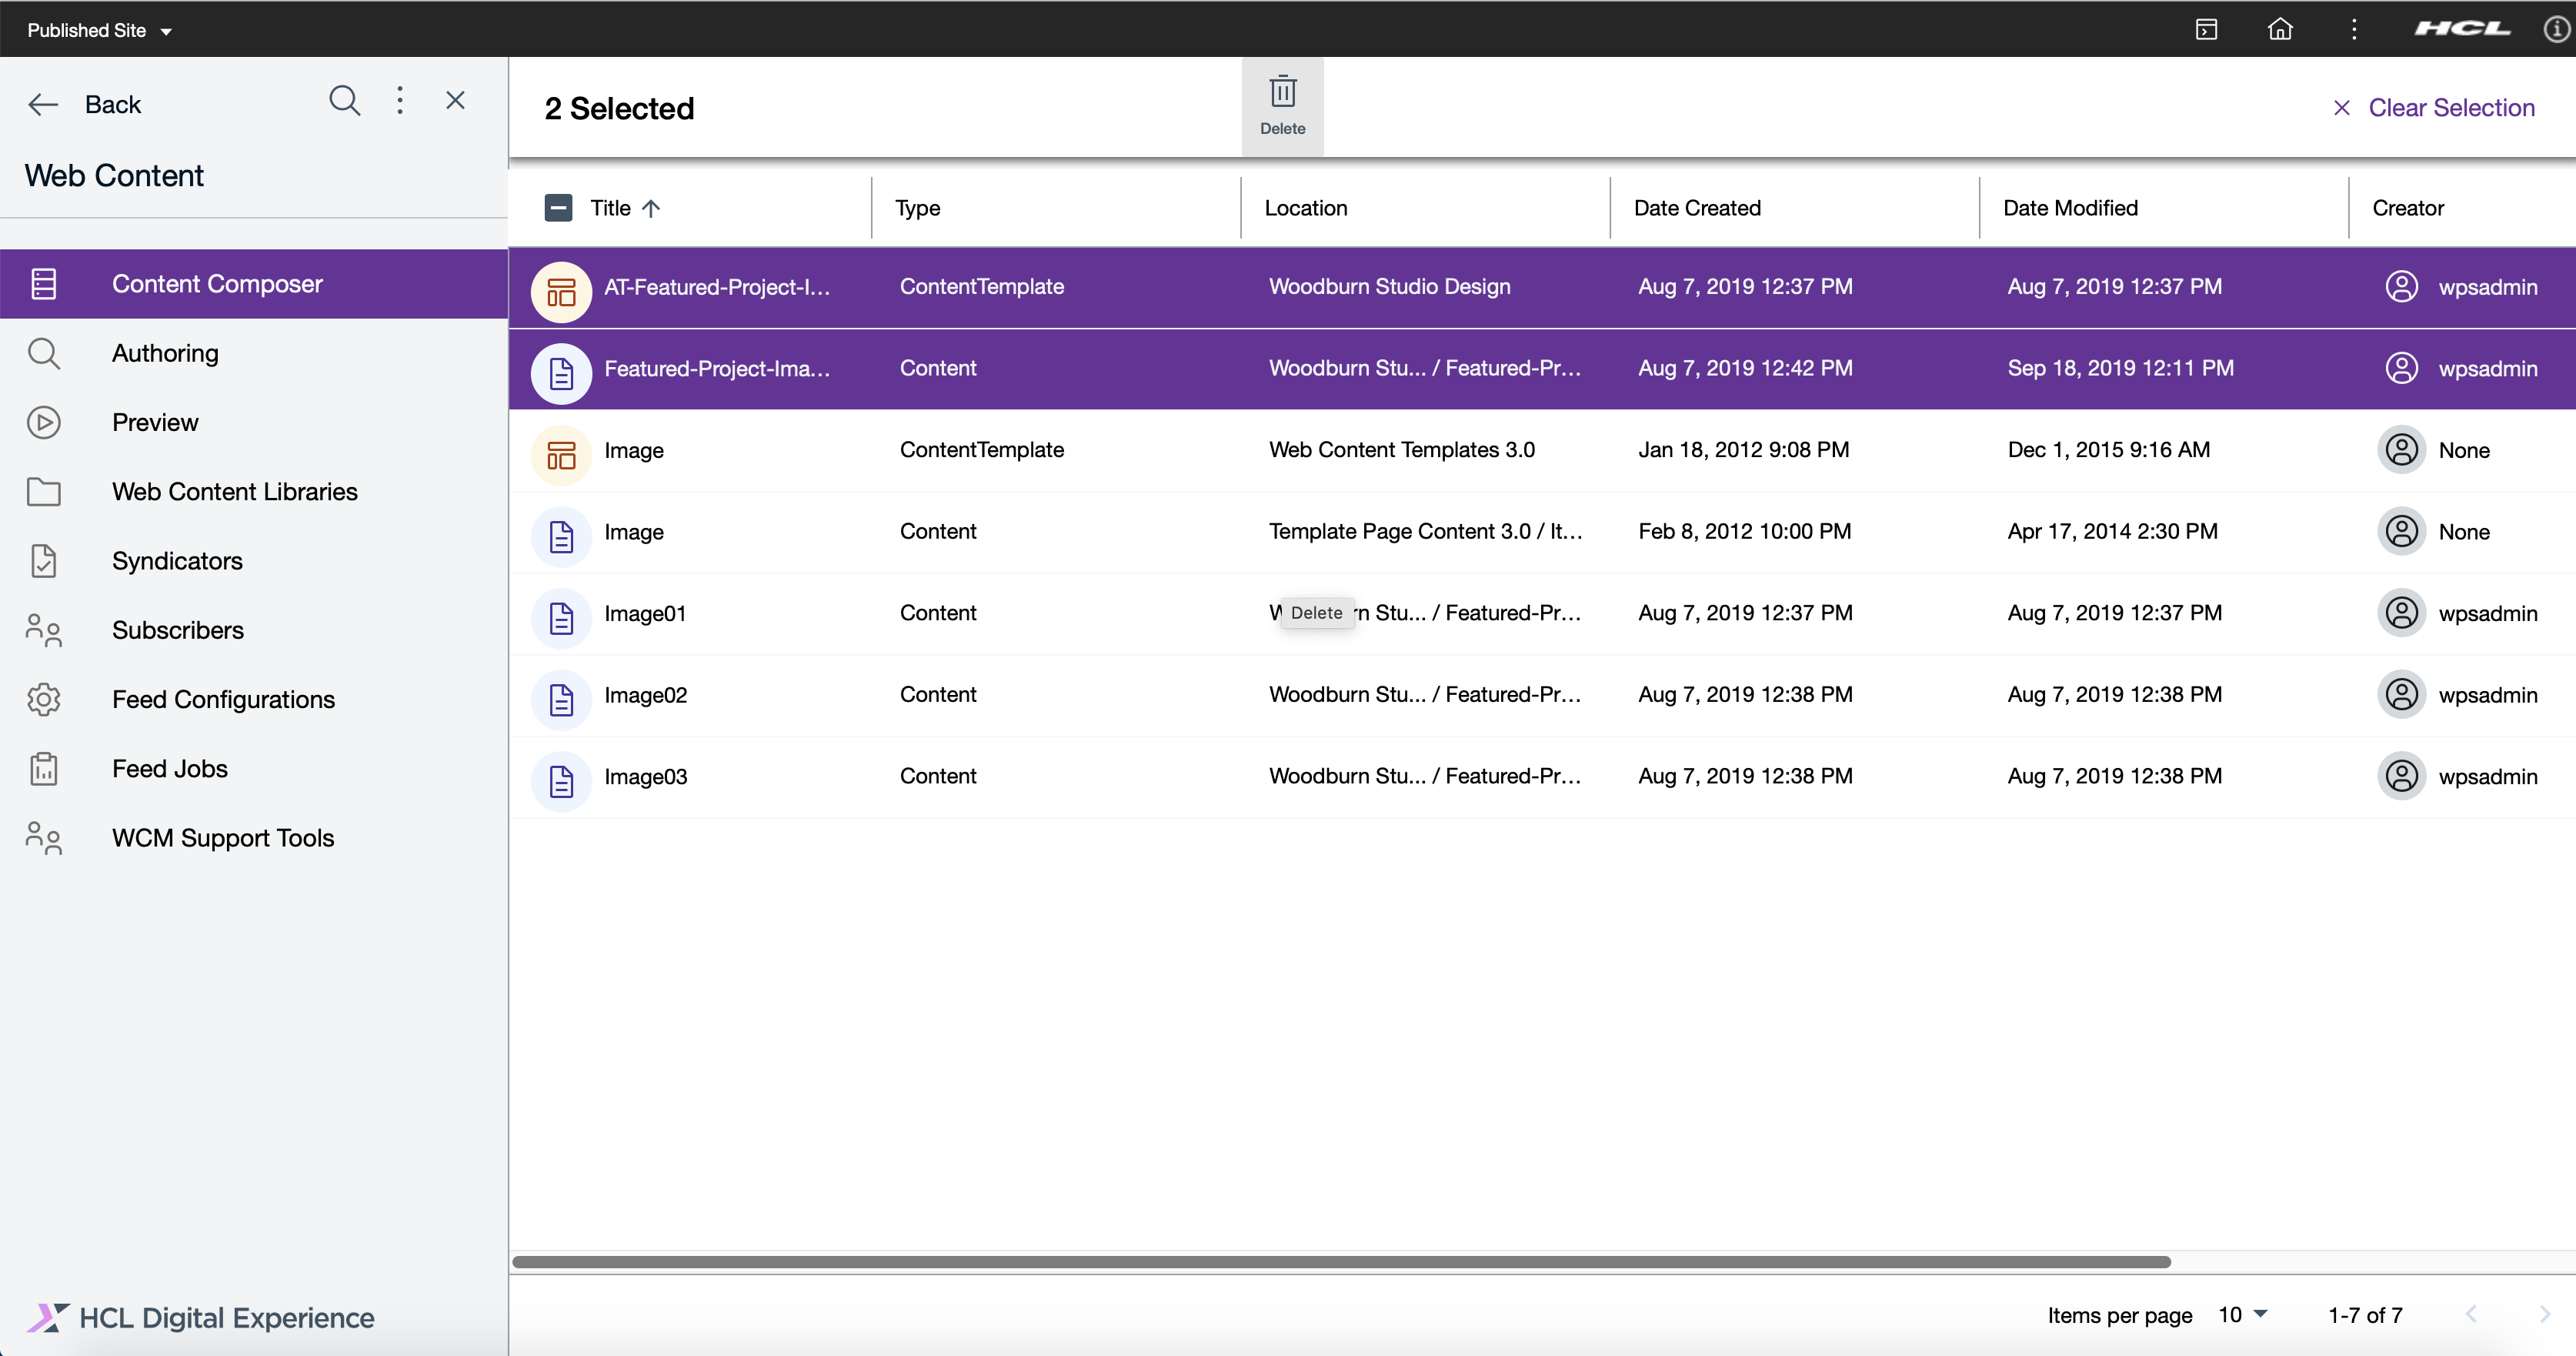 Published Site
HCL
Back
Web Content
Content Composer
Authoring
Preview
Web Content Libraries
Syndicators
Subscribers
Feed Configurations
Feed Jobs
WCM Support Tools
HCL Digital Experience
2 Selected
Delete
Clear Selection
Title Type Location Date Created Date Modified Creator
AT-Featured-Project-I... ContentTemplate Woodburn Studio Design Aug 7, 2019 12:37 PM Aug 7, 2019 12:37 PM wpsadmin
Featured-Project-Ima... Content Woodburn Stu... / Featured-Pr... Aug 7, 2019 12:42 PM Sep 18, 2019 12:11 PM wpsadmin
Image ContentTemplate Web Content Templates 3.0 Jan 18, 2012 9:08 PM Dec 1, 2015 9:16 AM None
Image Content Template Page Content 3.0 / It... Feb 8, 2012 10:00 PM Apr 17, 2014 2:30 PM None
Image01 Content Stu... / Featured-Pr... Aug 7, 2019 12:37 PM Aug 7, 2019 12:37 PM wpsadmin
Delete
Image02 Content Woodburn Stu... / Featured-Pr... Aug 7, 2019 12:38 PM Aug 7, 2019 12:38 PM wpsadmin
Image03 Content Woodburn Stu... / Featured-Pr... Aug 7, 2019 12:38 PM Aug 7, 2019 12:38 PM wpsadmin
Items per page 10 1-7 of 7